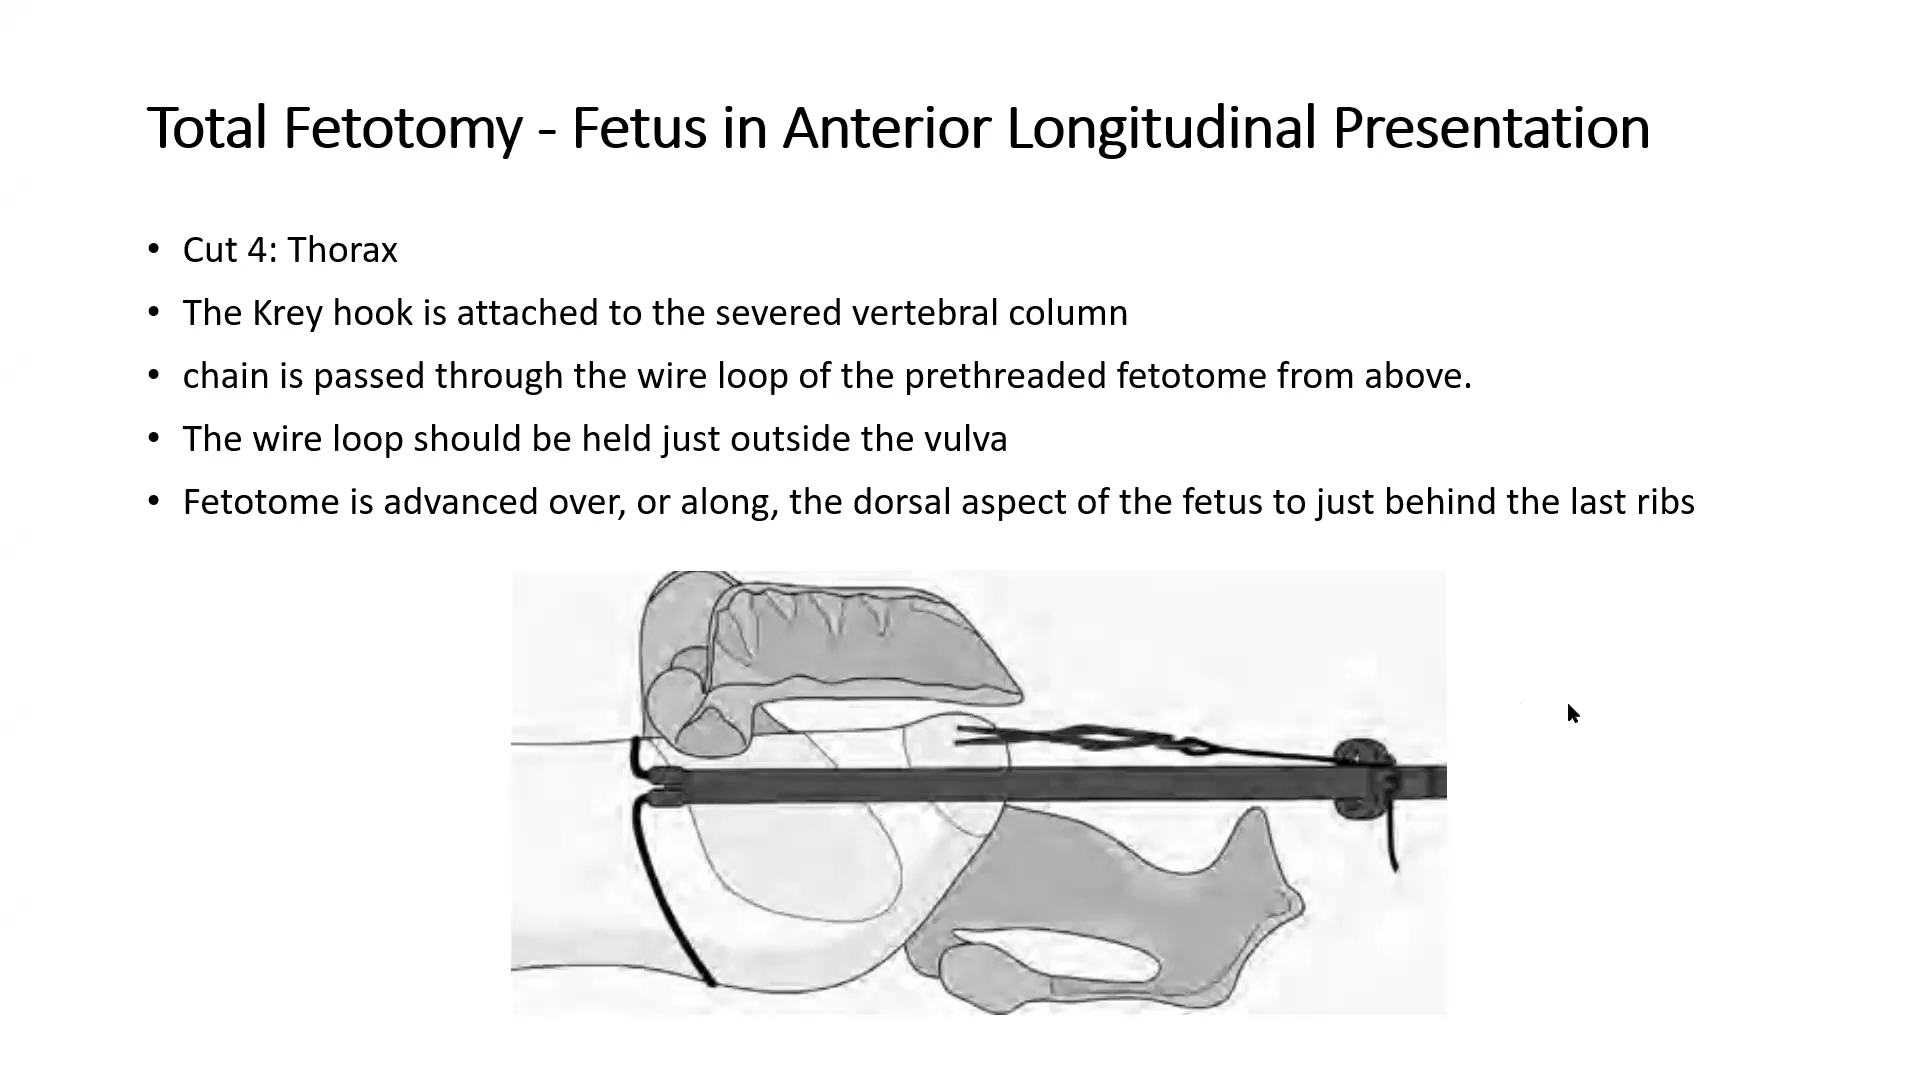 Total Fetotomy - Fetus in Anterior Longitudinal Presentation
• Cut 4: Thorax
• The Krey hook is attached to the severed vertebral column
• chain is passed through the wire loop of the prethreaded fetotome from above.
• The wire loop should be held just outside the vulva
• Fetotome is advanced over, or along, the dorsal aspect of the fetus to just behind the last ribs